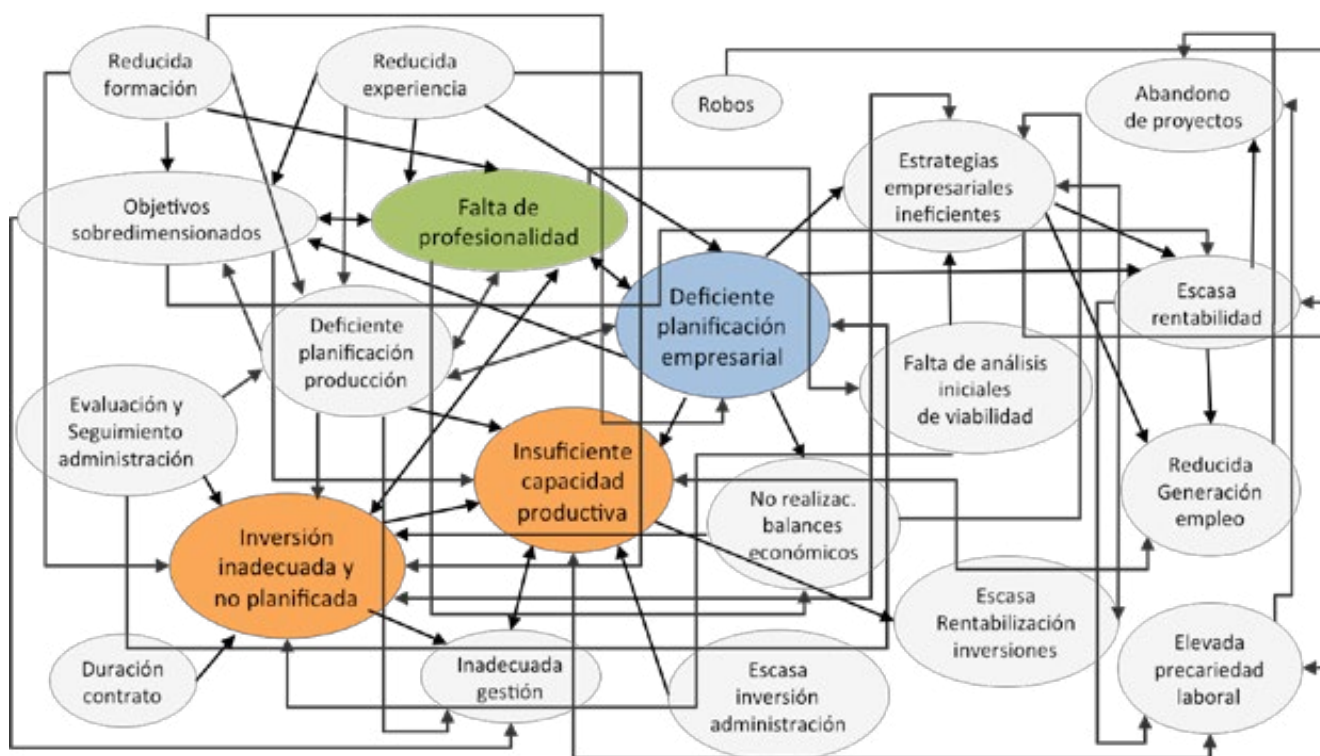 Reducida
formación
Reducida
experiencia
Robos
Abandono
de proyectos
Objetivos
sobredimensionados
Falta de
profesionalidad
Estrategias
empresariales
ineficientes
Deficiente
planificación
producción
Deficiente
planificación
empresarial
Escasa
rentabilidad
Evaluación y
Seguimiento
administración
Falta de análisis
iniciales
de viabilidad
Insuficiente
capacidad
productiva
No realizac.
balances
económicos
Reducida
Generación
empleo
Inversión
inadecuada y
no planificada
Escasa
Rentabilización
inversiones
Duración
contrato
Inadecuada
gestión
Escasa
inversión
administración
Elevada
precariedad
laboral